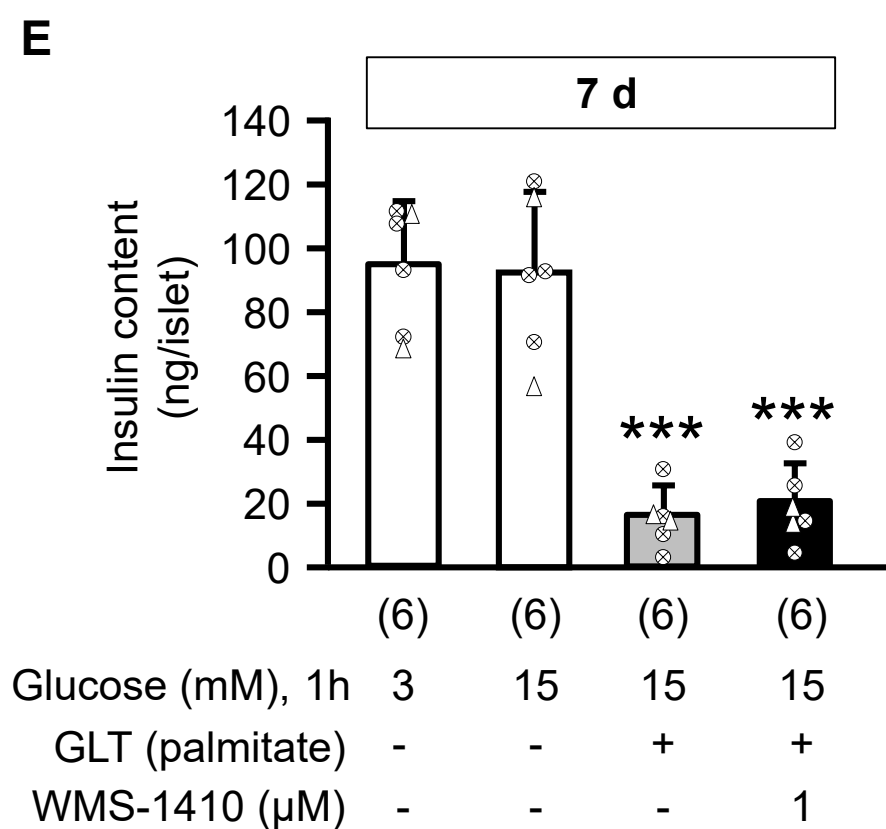 E
7 d
140
120
100
80
60
40
20
0
Insulin content
(ng/islet)
*** ***
(6) (6) (6) (6)
Glucose (mM), 1h 3 15 15 15
GLT (palmitate) - - + +
WMS-1410 (µM) - - - 1